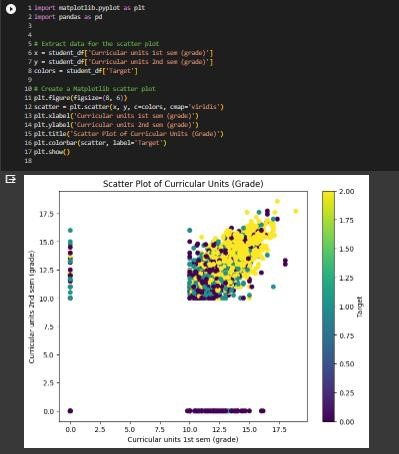 1 import matplotlib.pyplot as plt
2 import pandas as pd
3
4
5 # Extract data for the scatter plot
6 x = student_df['Curricular units 1st sem (grade)']
7 y = student_df['Curricular units 2nd sem (grade)']
8 colors = student_df['Target']
9
10 # Create a Matplotlib scatter plot
11 plt.figure(figsize=(8, 6))
12 scatter = plt.scatter(x, y, c=colors, cmap='viridis')
13 plt.xlabel('Curricular units 1st sem (grade)')
14 plt.ylabel('Curricular units 2nd sem (grade)')
15 plt.title('Scatter Plot of Curricular Units (Grade)')
16 plt.colorbar(scatter, label='Target')
17 plt.show()
18
Scatter Plot of Curricular Units (Grade)
17.5
15.0
12.5
10.0
7.5
5.0
2.5
0.0
Curricular units 2nd sem (grade)
0.0 2.5 5.0 7.5 10.0 12.5 15.0 17.5
Curricular units 1st sem (grade)
2.00
1.75
1.50
1.25
1.00
0.75
0.50
0.25
0.00
Target